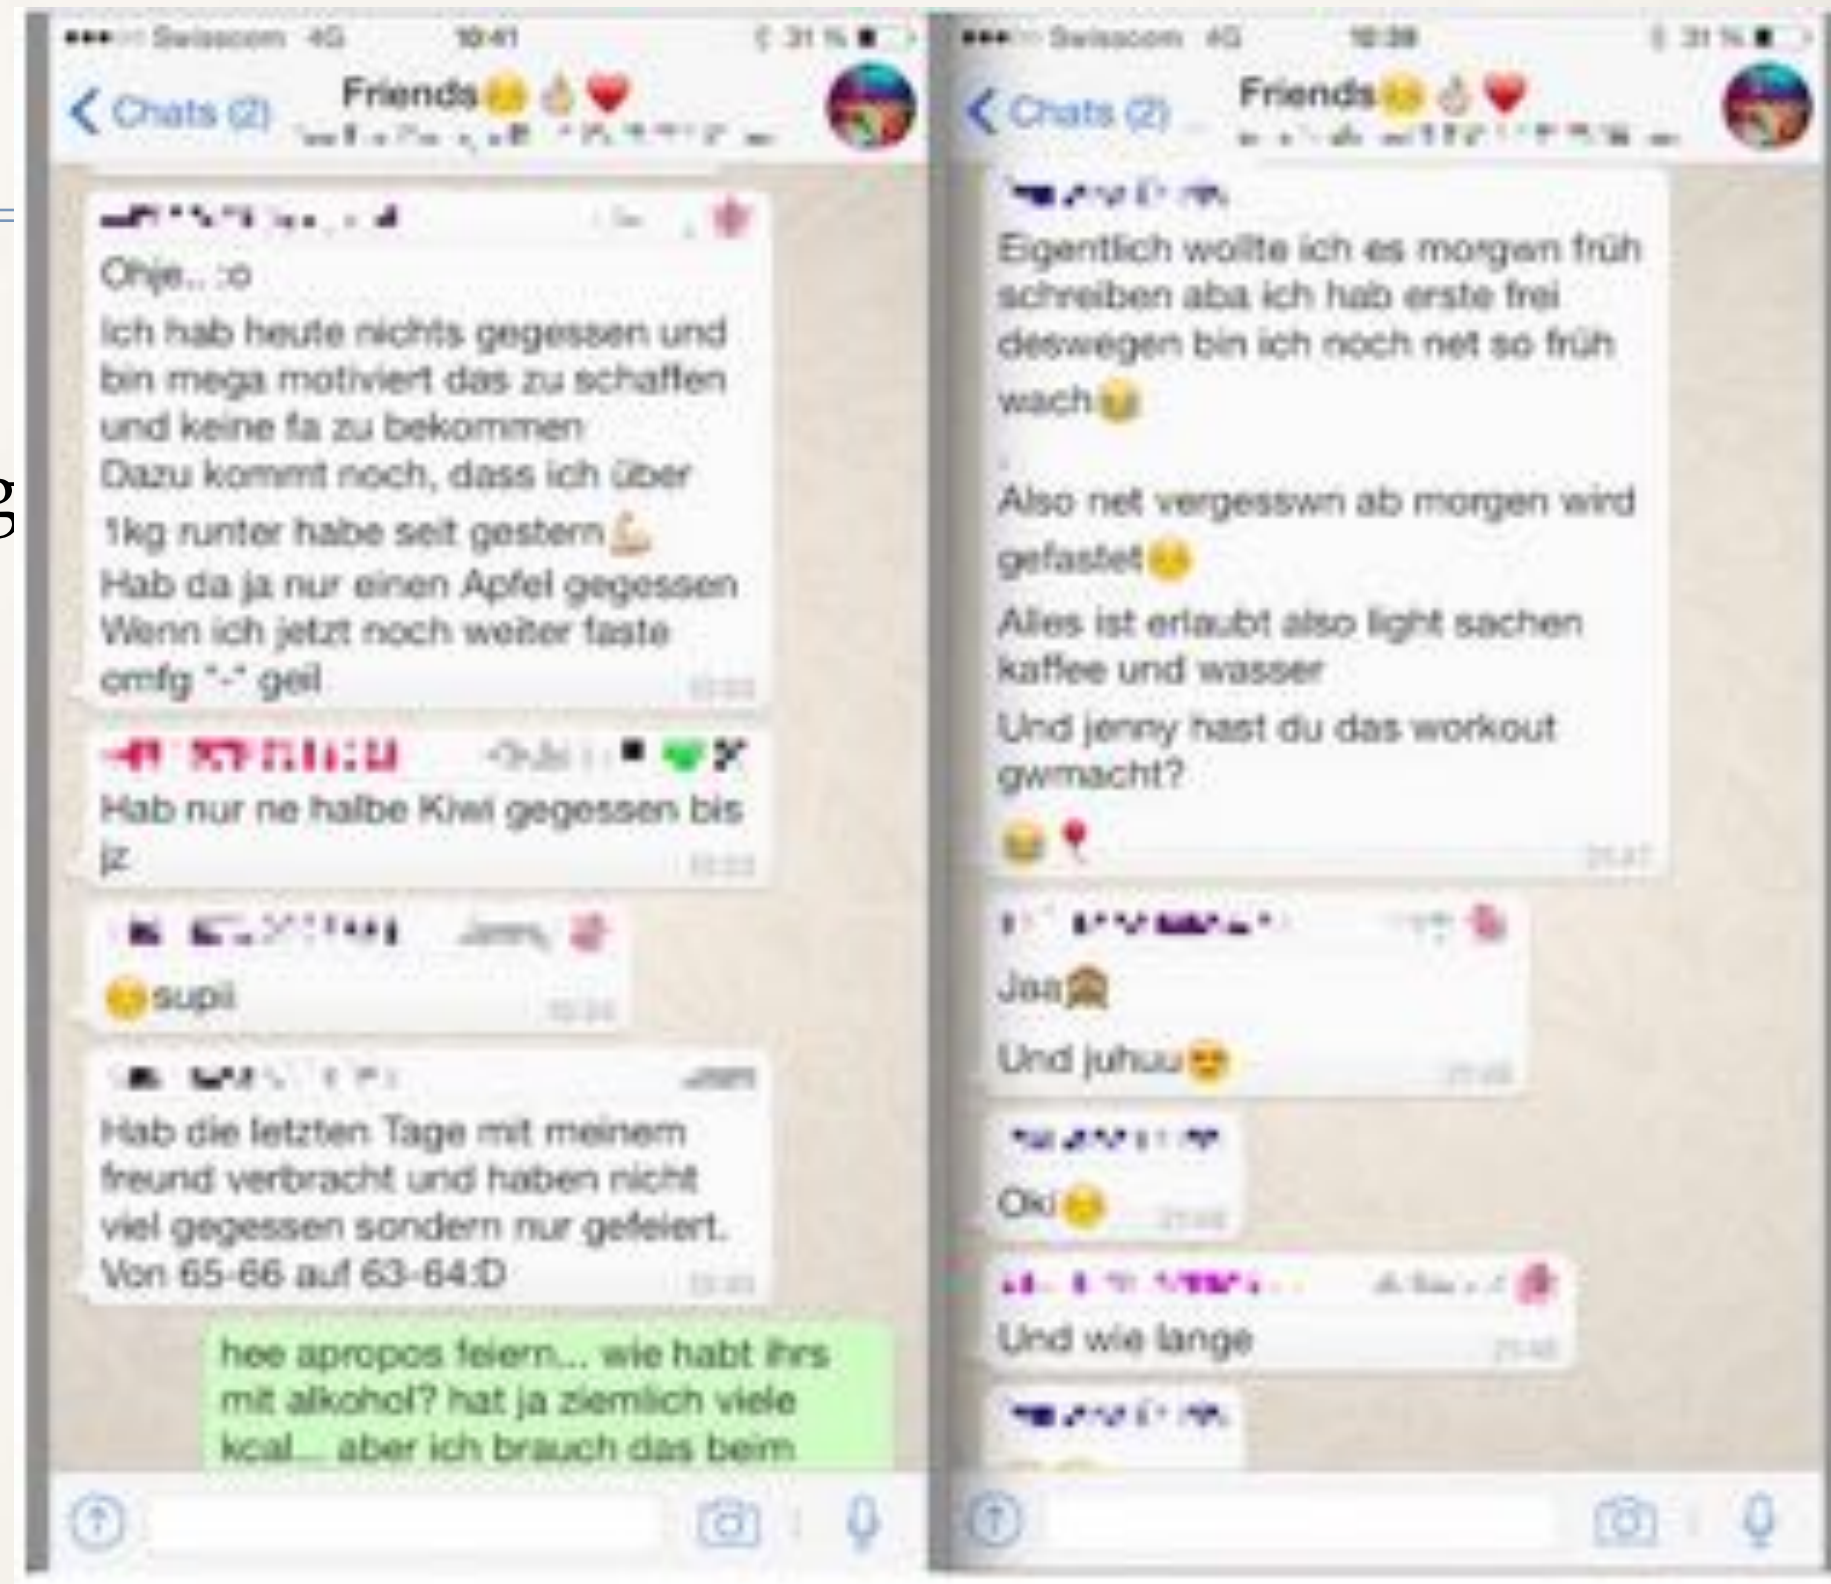 Swisscom 4G 10:41 31 %
Chats (2)
Friends😊👌❤️
Ohje.. :o
Ich hab heute nichts gegessen und
bin mega motiviert das zu schaffen
und keine fa zu bekommen
Dazu kommt noch, dass ich über
1kg runter habe seit gestern💪
Hab da ja nur einen Apfel gegessen
Wenn ich jetzt noch weiter faste
omfg *-* geil
Hab nur ne halbe Kiwi gegessen bis
jz
😊supii
Hab die letzten Tage mit meinem
freund verbracht und haben nicht
viel gegessen sondern nur gefeiert.
Von 65-66 auf 63-64:D
hee apropos feiern... wie habt ihrs
mit alkohol? hat ja ziemlich viele
kcal... aber ich brauch das beim
Swisscom 4G 31 %
Chats (2)
Friends😊👌❤️
Eigentlich wollte ich es morgwn früh
schreiben aba ich hab erste frei
deswegen bin ich noch net so früh
wach😂
.
Also net vergesswn ab morgen wird
gefastet😊
Alles ist erlaubt also light sachen
kaffee und wasser
Und jenny hast du das workout
gwmacht?
😂🎈
Jaa🙈
Und juhuu😍
Oki😊
Und wie lange
g